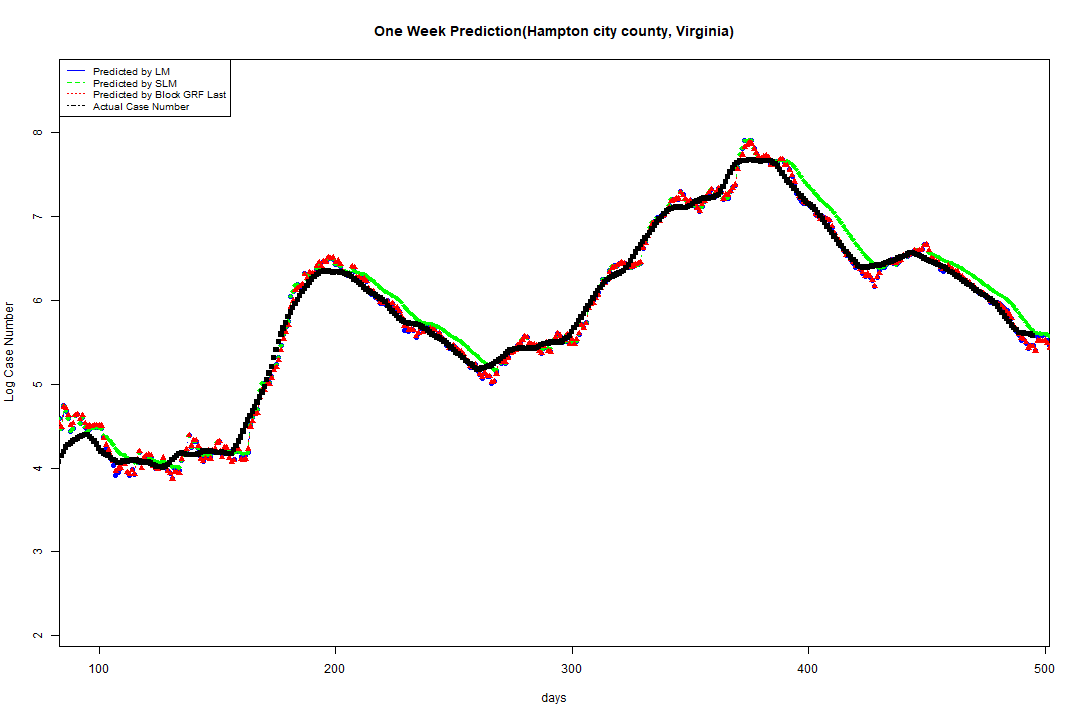 One Week Prediction(Hampton city county, Virginia)
Predicted by LM
Predicted by SLM
Predicted by Block GRF Last
Actual Case Number
8
7
6
5
4
3
2
Log Case Number
100 200 300 400 500
days